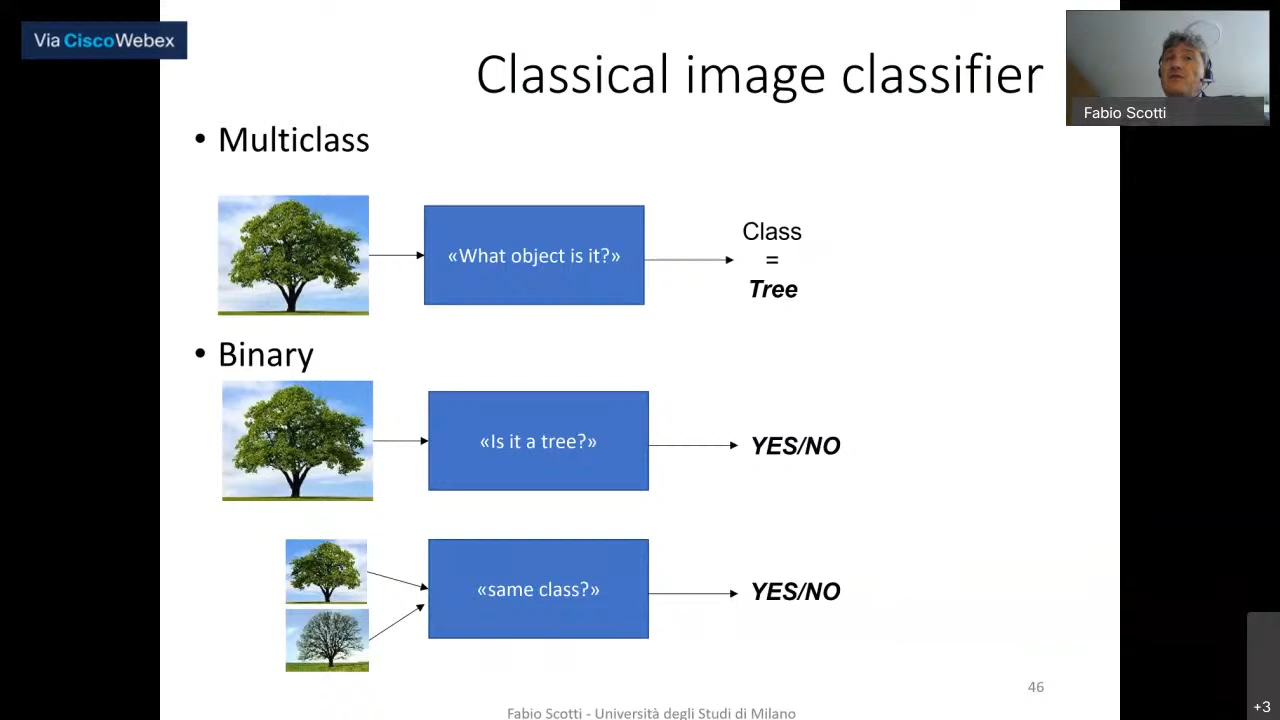 Via CiscoWebex
Classical image classifier
Fabio Scotti
• Multiclass
«What object is it?»
Class
=
Tree
• Binary
«Is it a tree?»
YES/NO
«same class?»
YES/NO
46
Fabio Scotti - Università degli Studi di Milano
+3